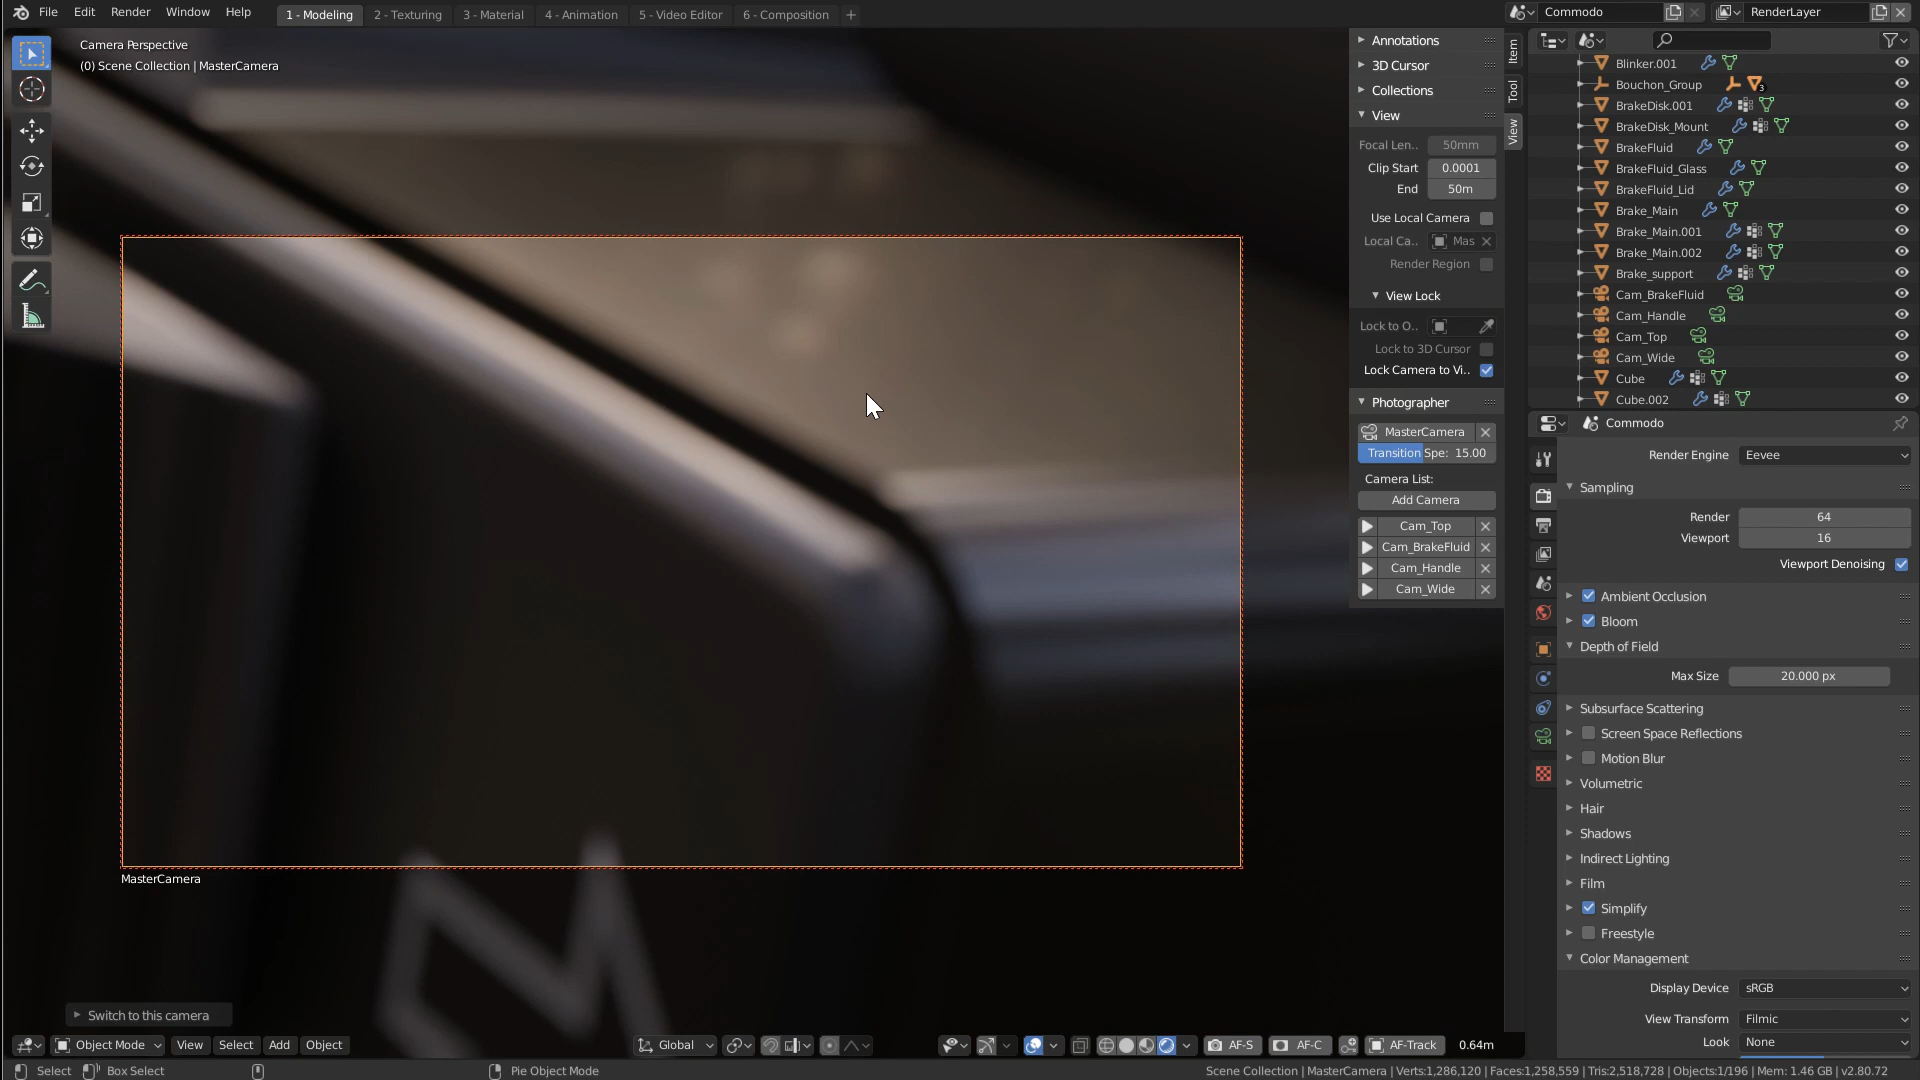 File Edit Render Window Help
1 - Modeling
2 - Texturing
3 - Material
4 - Animation
5 - Video Editor
6 - Composition
Commodo
RenderLayer
Camera Perspective
(0) Scene Collection | MasterCamera
Annotations
3D Cursor
Collections
View
Focal Len.. 50mm
Clip Start 0.0001
End 50m
Use Local Camera
Local Ca.. Mas
Render Region
View Lock
Lock to O..
Lock to 3D Cursor
Lock Camera to Vi..
Photographer
MasterCamera
Transition Spe: 15.00
Camera List:
Add Camera
Cam_Top
Cam_BrakeFluid
Cam_Handle
Cam_Wide
Item
Tool
View
Blinker.001
Bouchon_Group 3
BrakeDisk.001
BrakeDisk_Mount
BrakeFluid
BrakeFluid_Glass
BrakeFluid_Lid
Brake_Main
Brake_Main.001
Brake_Main.002
Brake_support
Cam_BrakeFluid
Cam_Handle
Cam_Top
Cam_Wide
Cube
Cube.002
Commodo
Render Engine Eevee
Sampling
Render 64
Viewport 16
Viewport Denoising
Ambient Occlusion
Bloom
Depth of Field
Max Size 20.000 px
Subsurface Scattering
Screen Space Reflections
Motion Blur
Volumetric
Hair
Shadows
Indirect Lighting
Film
Simplify
Freestyle
Color Management
Display Device sRGB
View Transform Filmic
Look None
MasterCamera
Switch to this camera
Object Mode View Select Add Object
Global
AF-S
AF-C
AF-Track
0.64m
Select
Box Select
Pie Object Mode
Scene Collection | MasterCamera | Verts:1,286,120 | Faces:1,258,559 | Tris:2,518,728 | Objects:1/196 | Mem: 1.46 GB | v2.80.72